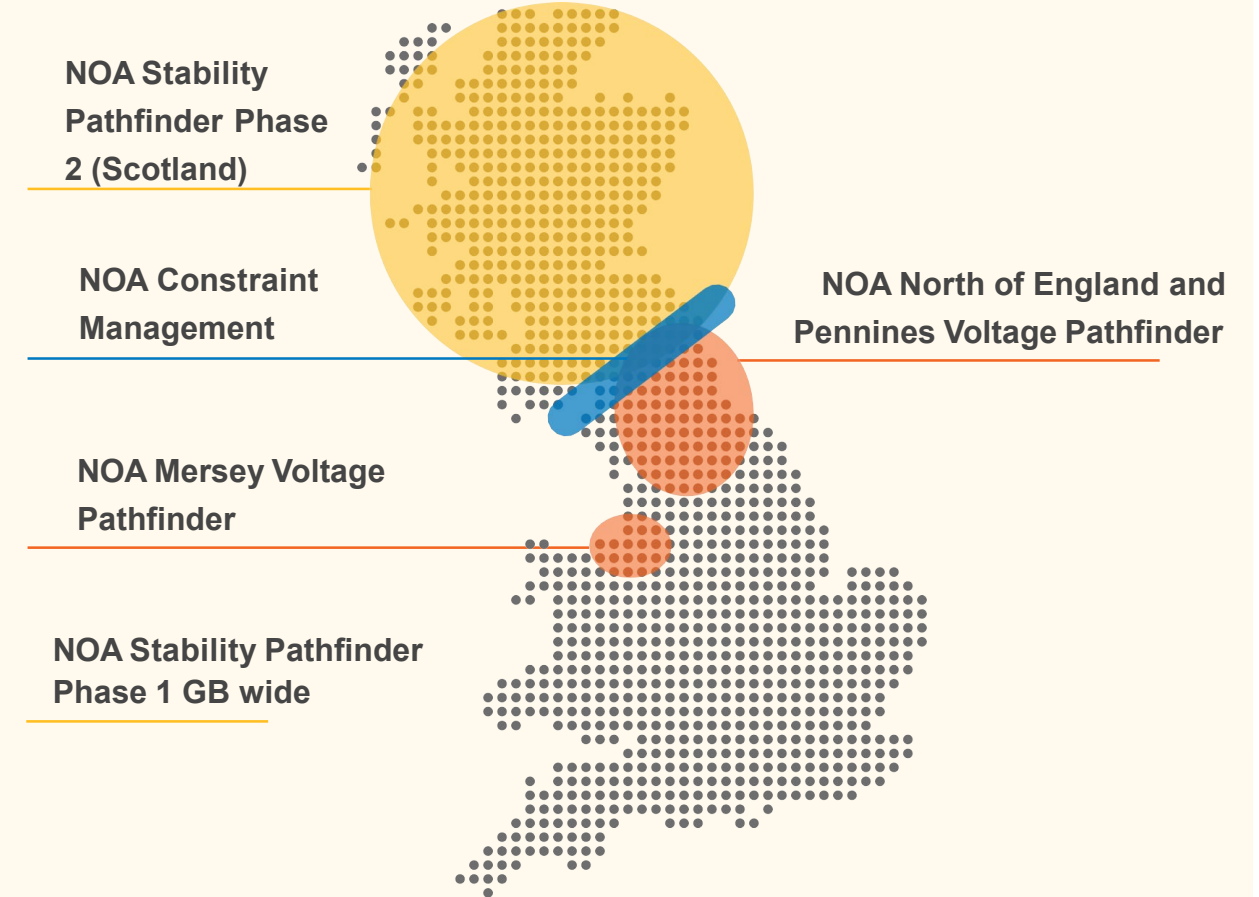 NOA Stability
Pathfinder Phase
2 (Scotland)
NOA Constraint
Management
NOA North of England and
Pennines Voltage Pathfinder
NOA Mersey Voltage
Pathfinder
NOA Stability Pathfinder
Phase 1 GB wide